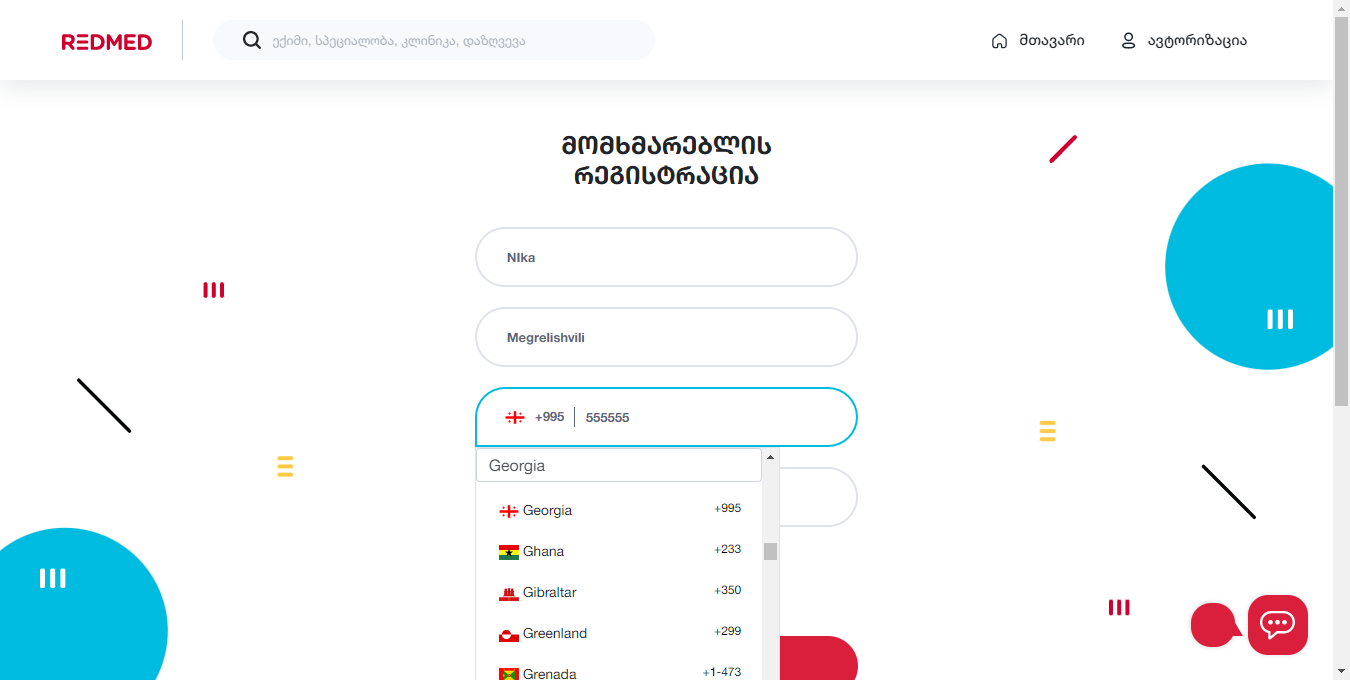 REDMED
ექიმი, სპეციალობა, კლინიკა, დაზღვევა
მთავარი
ავტორიზაცია
მომხმარებლის
რეგისტრაცია
NIka
Megrelishvili
+995 555555
Georgia
Georgia +995
Ghana +233
Gibraltar +350
Greenland +299
Grenada +1-473